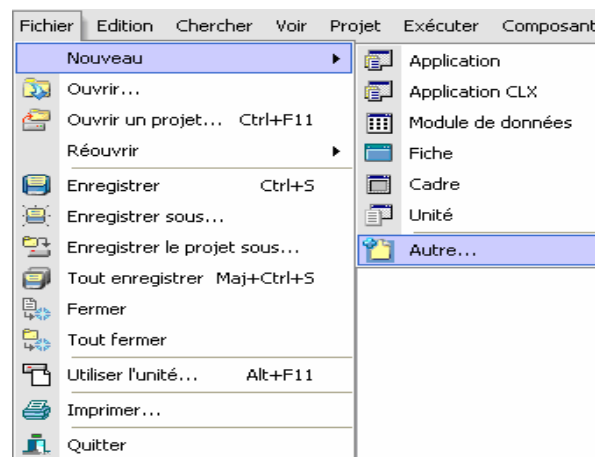 Fichier Edition Chercher Voir Projet Exécuter Composant
Nouveau
Ouvrir...
Ouvrir un projet... Ctrl+F11
Réouvrir
Enregistrer Ctrl+S
Enregistrer sous...
Enregistrer le projet sous...
Tout enregistrer Maj+Ctrl+S
Fermer
Tout fermer
Utiliser l'unité... Alt+F11
Imprimer...
Quitter
Application
Application CLX
Module de données
Fiche
Cadre
Unité
Autre...